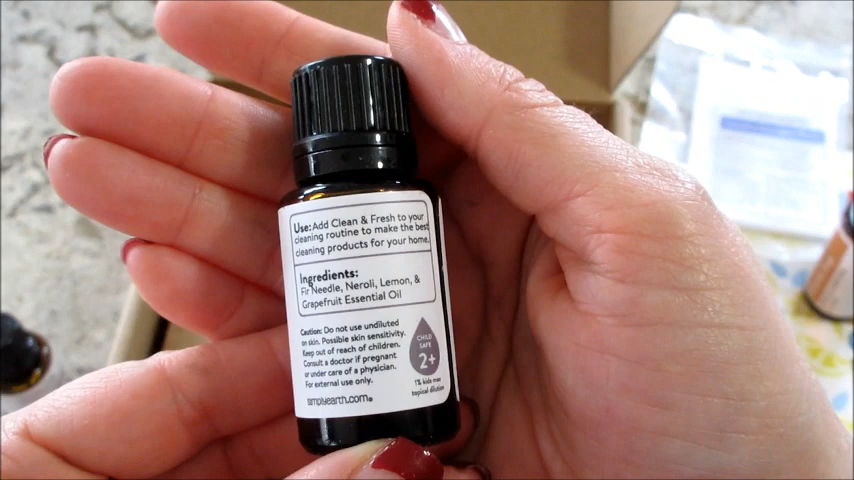 Use: Add Clean & Fresh to your
cleaning routine to make the best
cleaning products for your home.
Ingredients:
Fir Needle, Neroli, Lemon, &
Grapefruit Essential Oil
Caution: Do not use undiluted
on skin. Possible skin sensitivity.
Keep out of reach of children.
Consult a doctor if pregnant
or under care of a physician.
For external use only.
simplyearth.com
CHILD
SAFE
2+
1% kids max
topical dilution